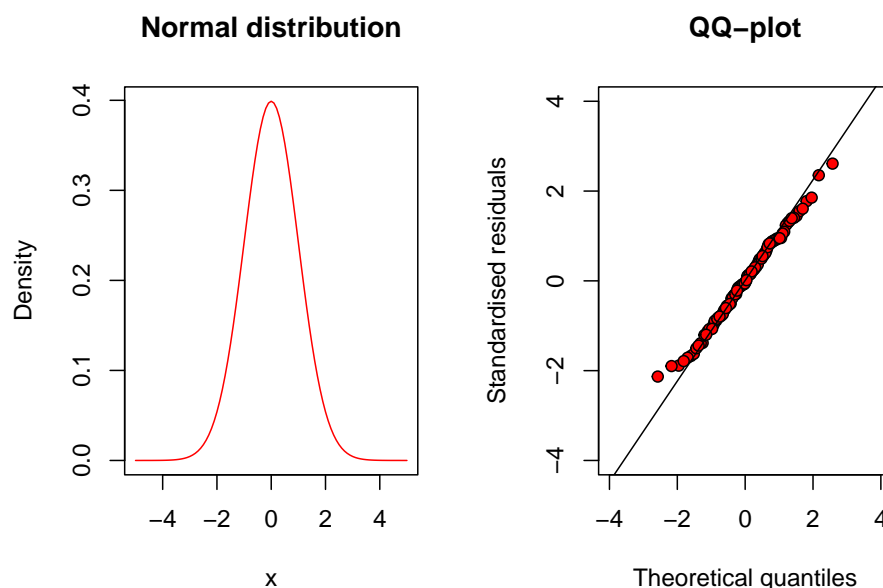 Normal distribution
Density
0.0 0.1 0.2 0.3 0.4
−4 −2 0 2 4
x
QQ−plot
Standardised residuals
−4 −2 0 2 4
−4 −2 0 2 4
Theoretical quantiles